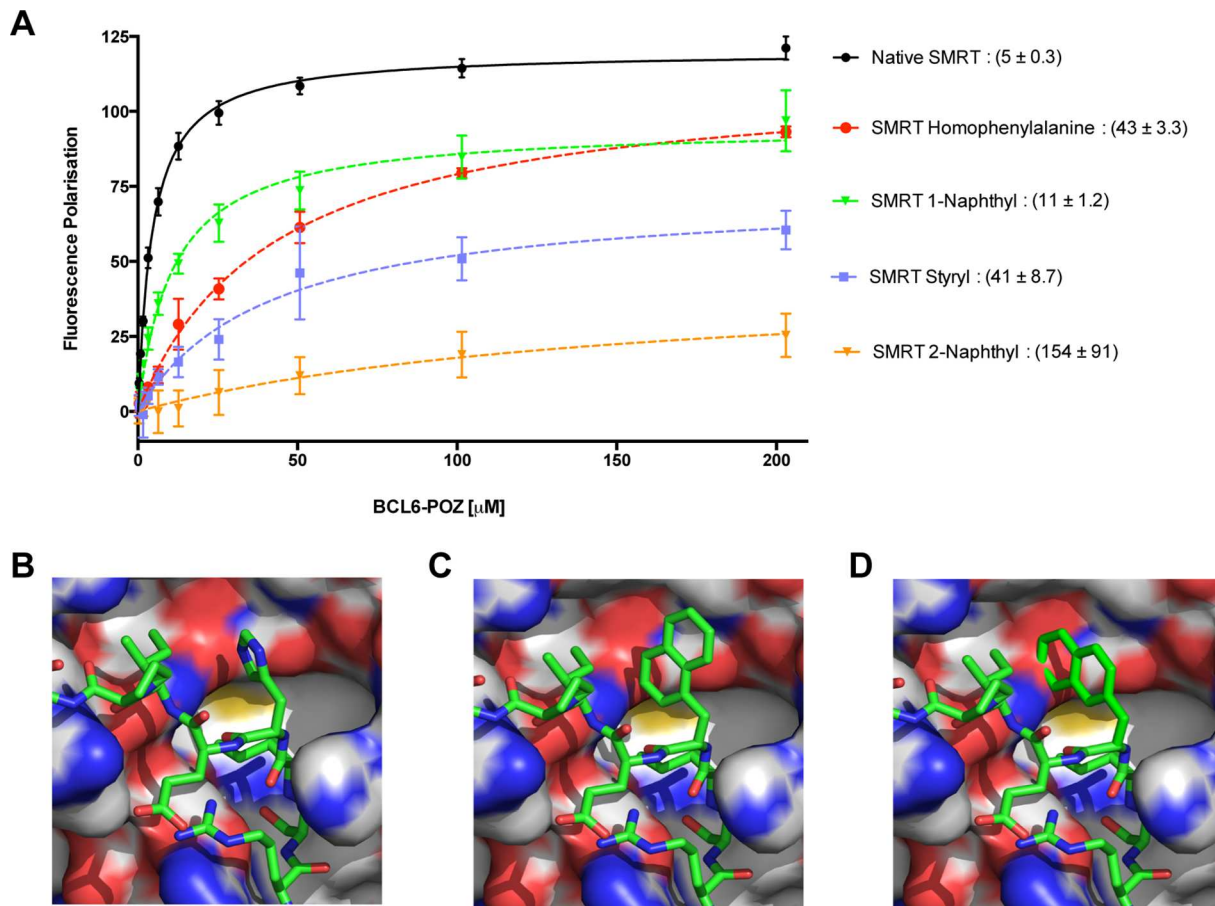 A
125
100
75
50
25
0
Fluorescence Polarisation
0 50 100 150 200
BCL6-POZ [μM]
Native SMRT : (5 ± 0.3)
SMRT Homophenylalanine : (43 ± 3.3)
SMRT 1-Naphthyl : (11 ± 1.2)
SMRT Styryl : (41 ± 8.7)
SMRT 2-Naphthyl : (154 ± 91)
B C D